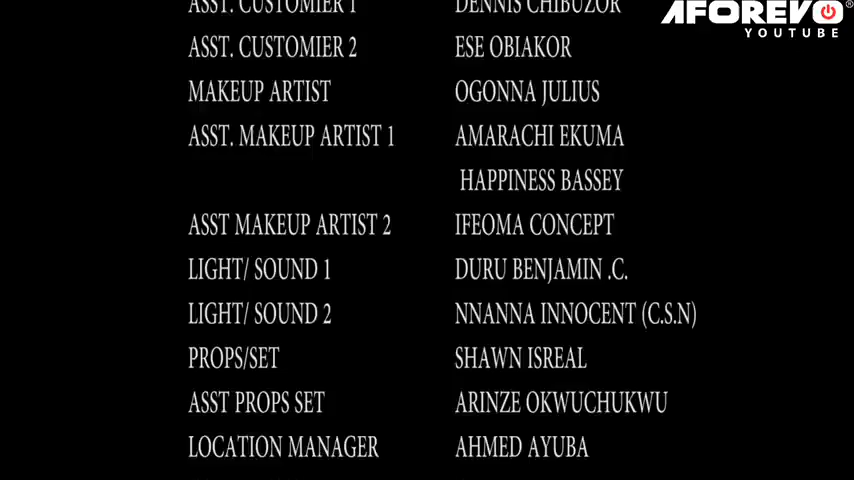 ASST. CUSTOMIER 1 DENNIS CHIBUZOR
AFOREVO®
YOUTUBE
ASST. CUSTOMIER 2 ESE OBIAKOR
MAKEUP ARTIST OGONNA JULIUS
ASST. MAKEUP ARTIST 1 AMARACHI EKUMA
HAPPINESS BASSEY
ASST MAKEUP ARTIST 2 IFEOMA CONCEPT
LIGHT/ SOUND 1 DURU BENJAMIN .C.
LIGHT/ SOUND 2 NNANNA INNOCENT (C.S.N)
PROPS/SET SHAWN ISREAL
ASST PROPS SET ARINZE OKWUCHUKWU
LOCATION MANAGER AHMED AYUBA